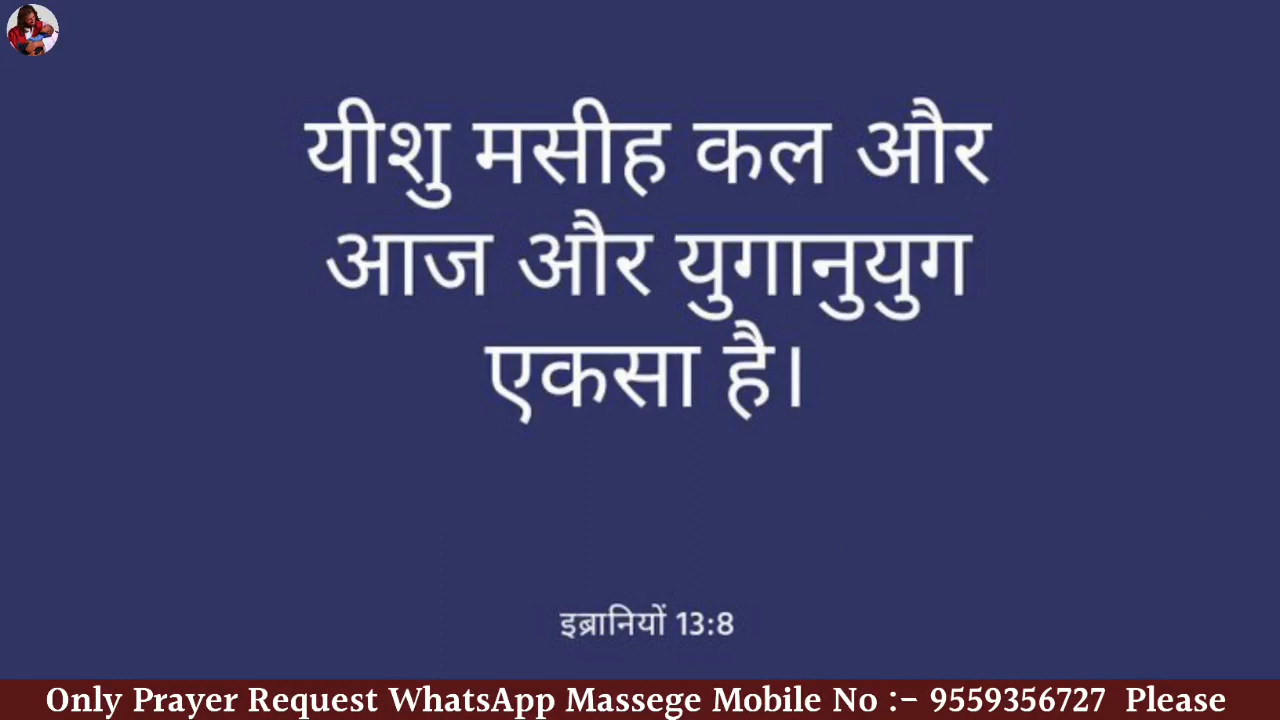 यीशु मसीह कल और
आज और युगानुयुग
एकसा है।
इब्रानियों 13:8
Only Prayer Request WhatsApp Massege Mobile No :- 9559356727 Please